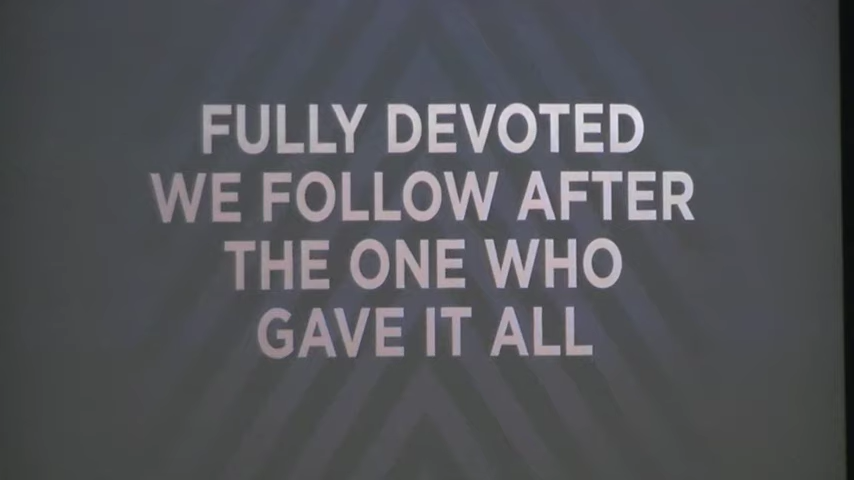 FULLY DEVOTED
WE FOLLOW AFTER
THE ONE WHO
GAVE IT ALL